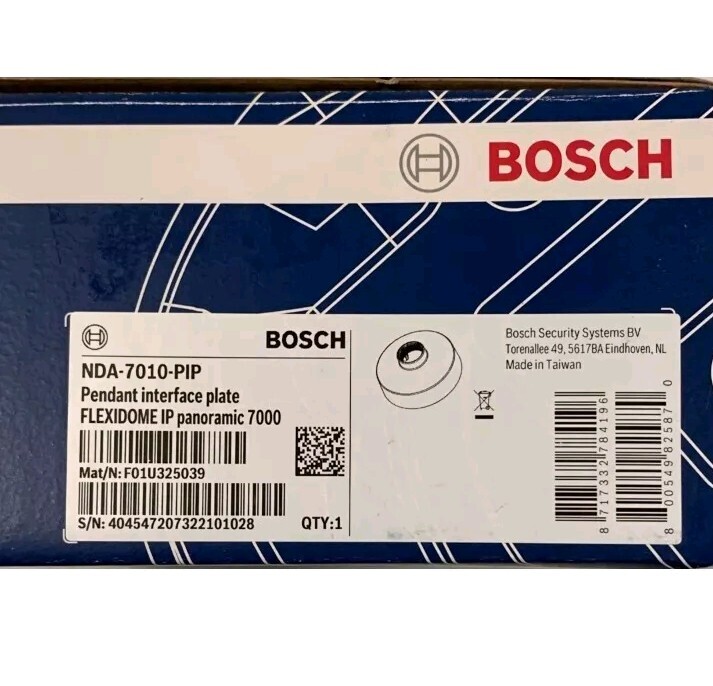 BOSCH
BOSCH
NDA-7010-PIP
Pendant interface plate
FLEXIDOME IP panoramic 7000
Mat/N: F01U325039
S/N: 404547207322101028
QTY:1
Bosch Security Systems BV
Torenallee 49, 5617BA Eindhoven, NL
Made in Taiwan
8 717332 784196
8 00549 82587 0